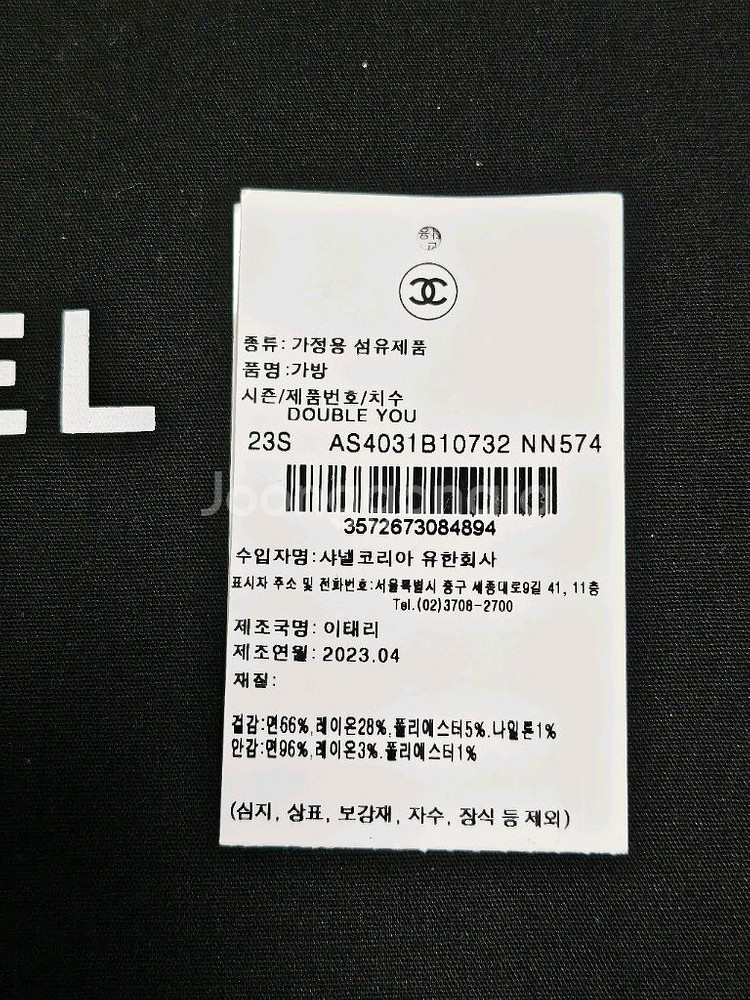 EL
종류: 가정용 섬유제품
품명:가방
시즌/제품번호/치수
DOUBLE YOU
23S AS4031B10732 NN574
3572673084894
수입자명:샤넬코리아 유한회사
표시자 주소 및 전화번호:서울특별시 중구 세종대로9길 41, 11층
Tel.(02)3708-2700
제조국명: 이태리
제조연월: 2023.04
재질:
겉감:면66%,레이온28%,폴리에스터5%.나일론1%
안감:면96%,레이온3%.폴리에스터1%
(심지, 상표, 보강재, 자수, 장식 등 제외)